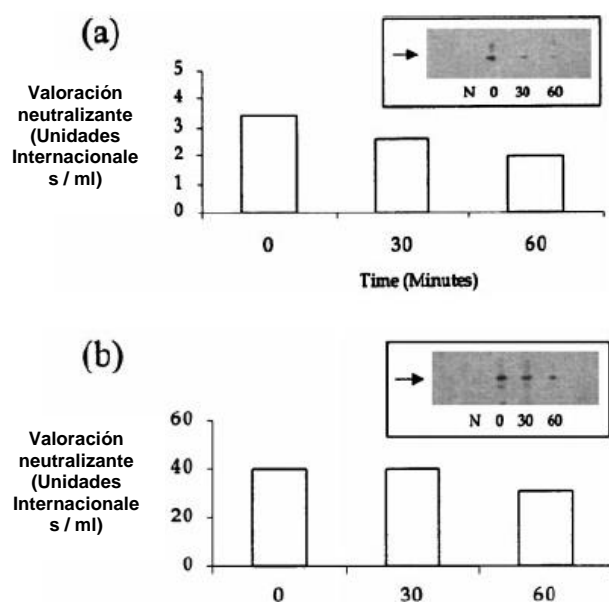 (a)
Valoración
neutralizante
(Unidades
Internacionale
s / ml)
5
4
3
2
1
0
N 0 30 60
0 30 60
Time (Minutes)
(b)
Valoración
neutralizante
(Unidades
Internacionale
s / ml)
60
40
20
0
N 0 30 60
0 30 60